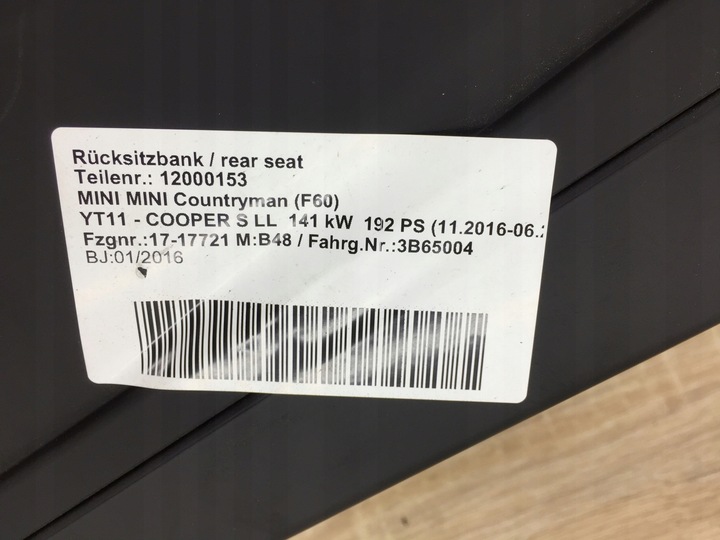 Rücksitzbank / rear seat
Teilenr.: 12000153
MINI MINI Countryman (F60)
YT11 - COOPER S LL 141 kW 192 PS (11.2016-06.2
Fzgnr.:17-17721 M:B48 / Fahrg.Nr.:3B65004
BJ:01/2016